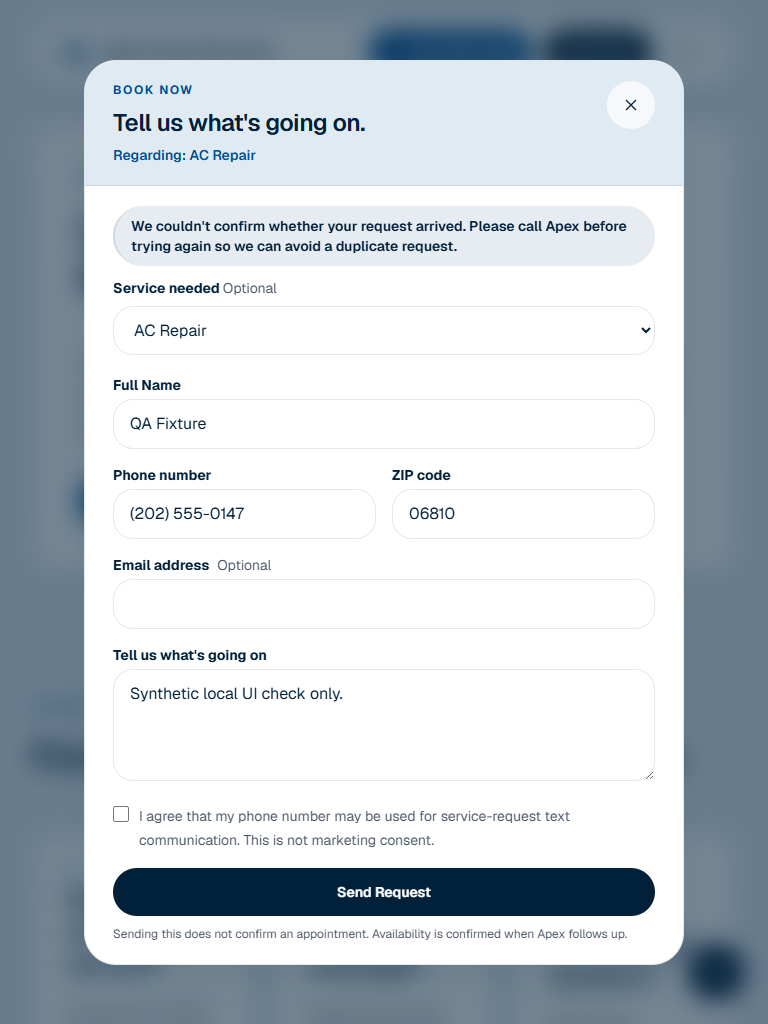 BOOK NOW
Tell us what's going on.
Regarding: AC Repair
We couldn't confirm whether your request arrived. Please call Apex before
trying again so we can avoid a duplicate request.
Service needed Optional
AC Repair
Full Name
QA Fixture
Phone number
ZIP code
(202) 555-0147
06810
Email address Optional
Tell us what's going on
Synthetic local UI check only.
I agree that my phone number may be used for service-request text
communication. This is not marketing consent.
Send Request
Sending this does not confirm an appointment. Availability is confirmed when Apex follows up.